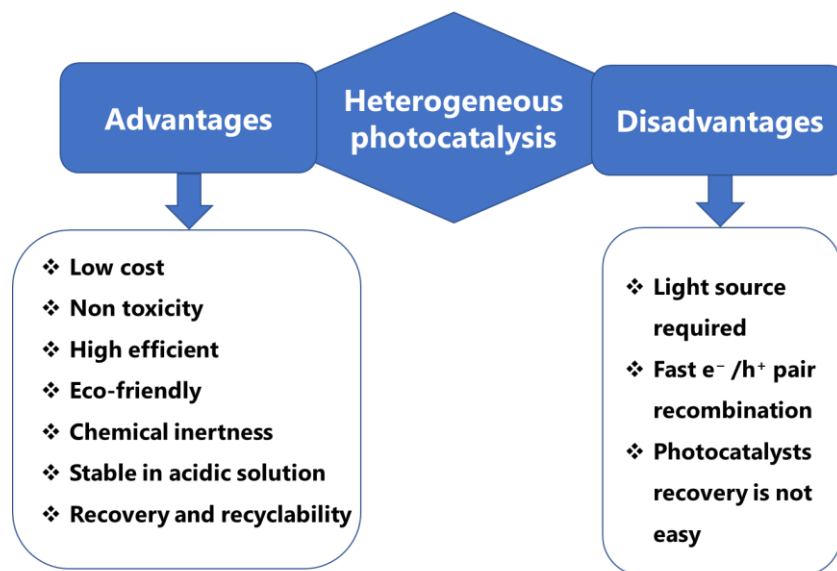 Advantages
Heterogeneous
photocatalysis
Disadvantages
❖ Low cost
❖ Non toxicity
❖ High efficient
❖ Eco-friendly
❖ Chemical inertness
❖ Stable in acidic solution
❖ Recovery and recyclability
❖ Light source
required
❖ Fast e⁻ /h⁺ pair
recombination
❖ Photocatalysts
recovery is not
easy